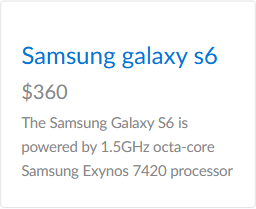 Samsung galaxy s6
$360
The Samsung Galaxy S6 is
powered by 1.5GHz octa-core
Samsung Exynos 7420 processor